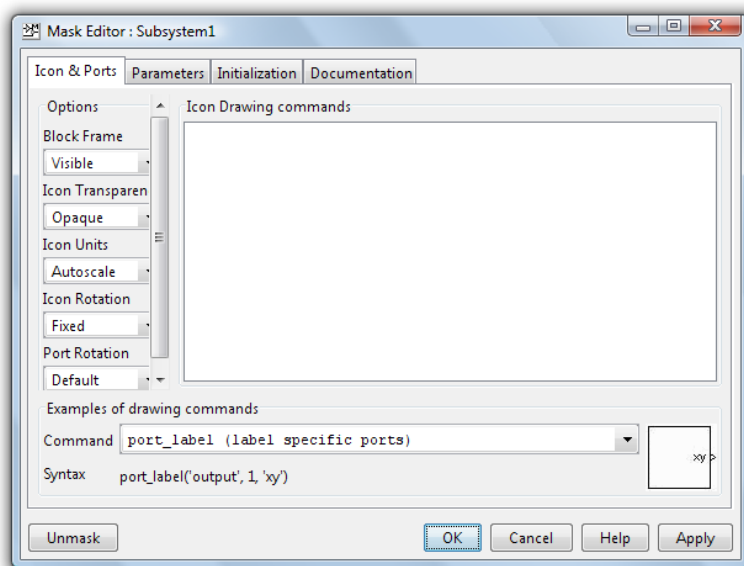 Mask Editor : Subsystem1
Icon & Ports Parameters Initialization Documentation
Options
Icon Drawing commands
Block Frame
Visible
Icon Transparen
Opaque
Icon Units
Autoscale
Icon Rotation
Fixed
Port Rotation
Default
Examples of drawing commands
Command port_label (label specific ports)
xy
Syntax port_label('output', 1, 'xy')
Unmask OK Cancel Help Apply